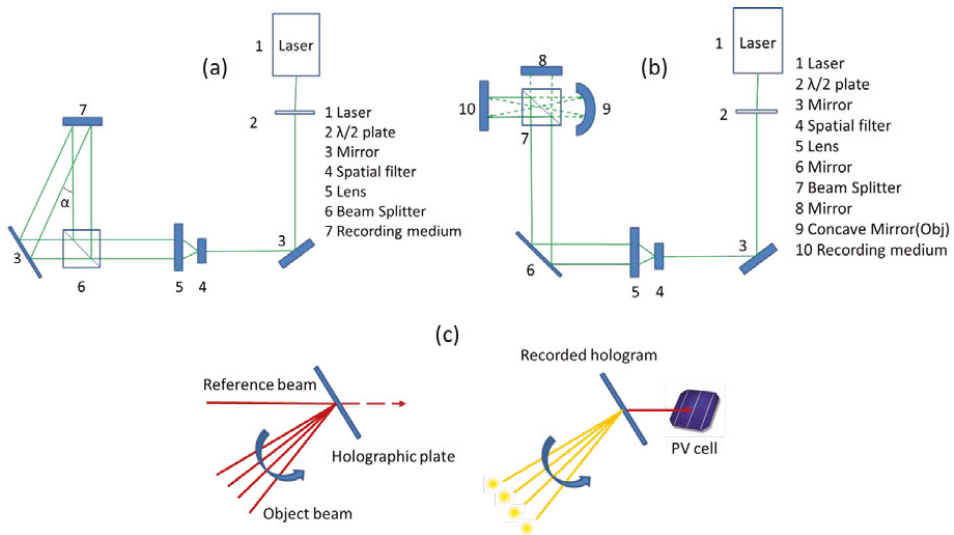 (a)
1
Laser
2
7
α
3
6
5
4
3
1 Laser
2 λ/2 plate
3 Mirror
4 Spatial filter
5 Lens
6 Beam Splitter
7 Recording medium
(b)
1
Laser
2
8
10
9
7
6
5
4
3
1 Laser
2 λ/2 plate
3 Mirror
4 Spatial filter
5 Lens
6 Mirror
7 Beam Splitter
8 Mirror
9 Concave Mirror(Obj)
10 Recording medium
(c)
Reference beam
Holographic plate
Object beam
Recorded hologram
PV cell